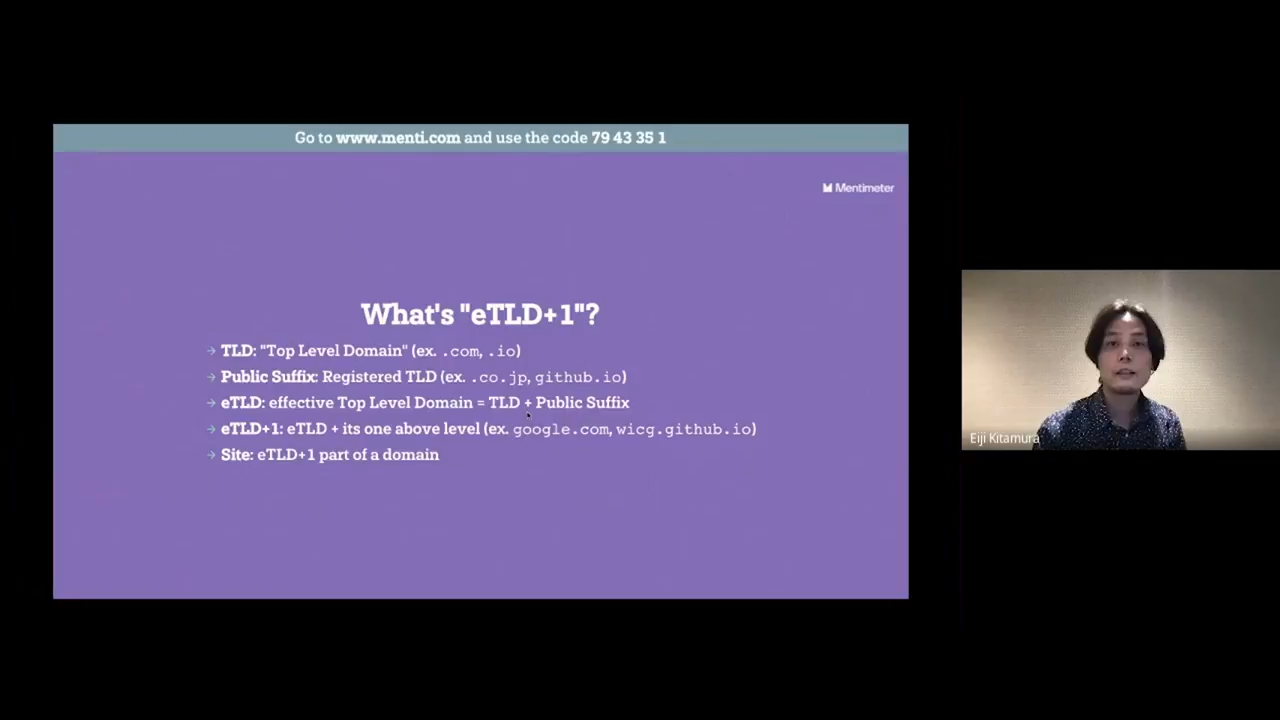 Go to www.menti.com and use the code 79 43 35 1
Mentimeter
What's "eTLD+1"?
→ TLD: "Top Level Domain" (ex. .com, .io)
→ Public Suffix: Registered TLD (ex. .co.jp, github.io)
→ eTLD: effective Top Level Domain = TLD + Public Suffix
→ eTLD+1: eTLD + its one above level (ex. google.com, wicg.github.io)
→ Site: eTLD+1 part of a domain
Eiji Kitamura